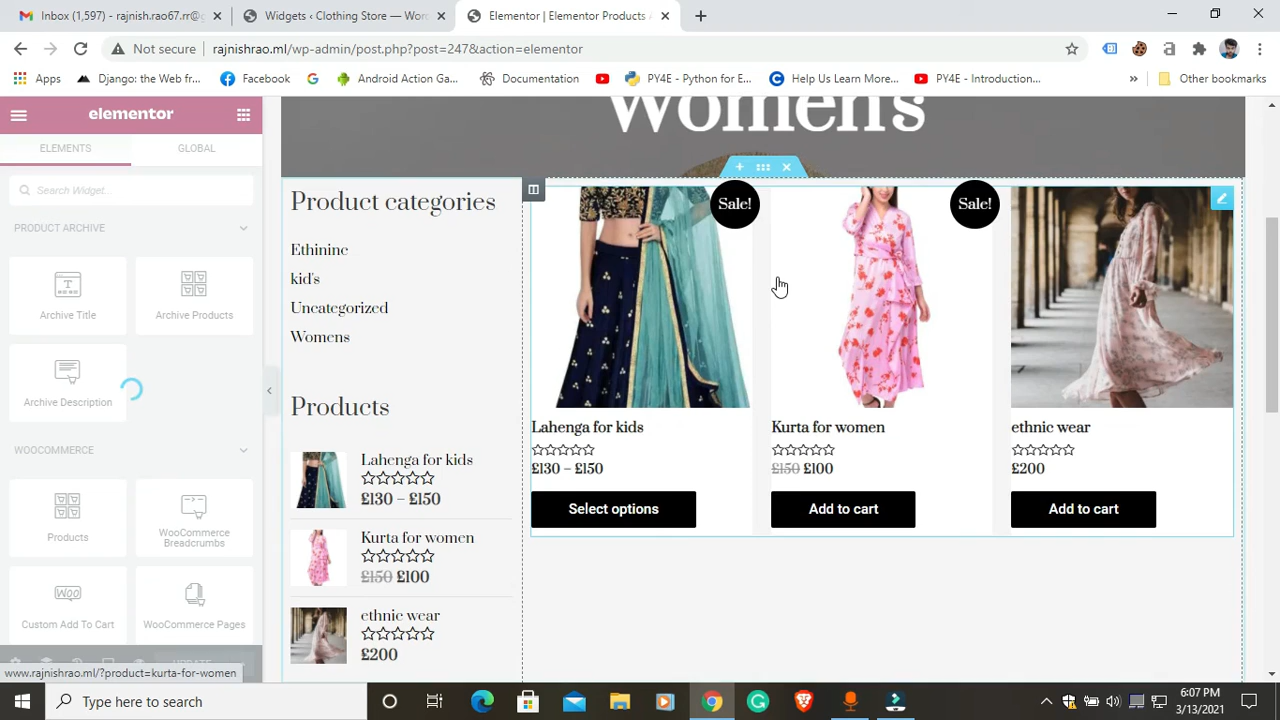 Inbox (1,597) - rajnish.rao67.rr@g
Widgets ‹ Clothing Store — Wom
Elementor | Elementor Products
Not secure
rajnishrao.ml/wp-admin/post.php?post=247&action=elementor
Apps
Django: the Web fr...
Facebook
Android Action Ga...
Documentation
PY4E - Python for E...
Help Us Learn More...
PY4E - Introduction...
»
Other bookmarks
elementor
ELEMENTS
GLOBAL
Search Widget...
PRODUCT ARCHIVE
Archive Title
Archive Products
Archive Description
WOOCOMMERCE
Products
WooCommerce
Breadcrumbs
Woo
Custom Add To Cart
WooCommerce Pages
UPDATE
www.rajnishrao.ml/?product=kurta-for-women
Womens
Product categories
Ethininc
kid's
Uncategorized
Womens
Products
Lahenga for kids
£130 – £150
Kurta for women
£150 £100
ethnic wear
£200
Sale!
Lahenga for kids
£130 – £150
Select options
Sale!
Kurta for women
£150 £100
Add to cart
ethnic wear
£200
Add to cart
Type here to search
6:07 PM
3/13/2021